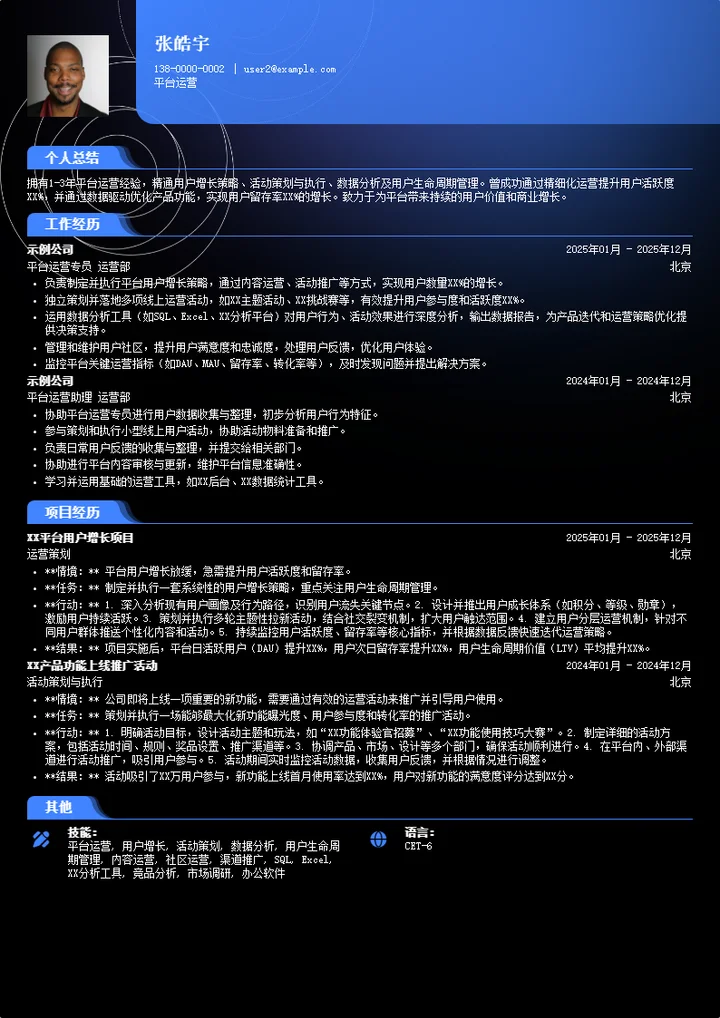 张皓宇
138-0000-0002 | user2@example.com
平台运营
个人总结
拥有1-3年平台运营经验，精通用户增长策略、活动策划与执行、数据分析及用户生命周期管理。曾成功通过精细化运营提升用户活跃度
XX%，并通过数据驱动优化产品功能，实现用户留存率XX%的增长。致力于为平台带来持续的用户价值和商业增长。
工作经历
示例公司 2025年01月 - 2025年12月
平台运营专员 运营部 北京
• 负责制定并执行平台用户增长策略，通过内容运营、活动推广等方式，实现用户数量XX%的增长。
• 独立策划并落地多项线上运营活动，如XX主题活动、XX挑战赛等，有效提升用户参与度和活跃度XX%。
• 运用数据分析工具（如SQL、Excel、XX分析平台）对用户行为、活动效果进行深度分析，输出数据报告，为产品迭代和运营策略优化提
供决策支持。
• 管理和维护用户社区，提升用户满意度和忠诚度，处理用户反馈，优化用户体验。
• 监控平台关键运营指标（如DAU、MAU、留存率、转化率等），及时发现问题并提出解决方案。
示例公司 2024年01月 - 2024年12月
平台运营助理 运营部 北京
• 协助平台运营专员进行用户数据收集与整理，初步分析用户行为特征。
• 参与策划和执行小型线上用户活动，协助活动物料准备和推广。
• 负责日常用户反馈的收集与整理，并提交给相关部门。
• 协助进行平台内容审核与更新，维护平台信息准确性。
• 学习并运用基础的运营工具，如XX后台、XX数据统计工具。
项目经历
XX平台用户增长项目 2025年01月 - 2025年12月
运营策划 北京
• **情境：** 平台用户增长放缓，急需提升用户活跃度和留存率。
• **任务：** 制定并执行一套系统性的用户增长策略，重点关注用户生命周期管理。
• **行动：** 1. 深入分析现有用户画像及行为路径，识别用户流失关键节点。2. 设计并推出用户成长体系（如积分、等级、勋章），
激励用户持续活跃。3. 策划并执行多轮主题性拉新活动，结合社交裂变机制，扩大用户触达范围。4. 建立用户分层运营机制，针对不
同用户群体推送个性化内容和活动。5. 持续监控用户活跃度、留存率等核心指标，并根据数据反馈快速迭代运营策略。
• **结果：** 项目实施后，平台日活跃用户（DAU）提升XX%，用户次日留存率提升XX%，用户生命周期价值（LTV）平均提升XX%。
XX产品功能上线推广活动 2024年01月 - 2024年12月
活动策划与执行 北京
• **情境：** 公司即将上线一项重要的新功能，需要通过有效的运营活动来推广并引导用户使用。
• **任务：** 策划并执行一场能够最大化新功能曝光度、用户参与度和转化率的推广活动。
• **行动：** 1. 明确活动目标，设计活动主题和玩法，如“XX功能体验官招募”、“XX功能使用技巧大赛”。2. 制定详细的活动方
案，包括活动时间、规则、奖品设置、推广渠道等。3. 协调产品、市场、设计等多个部门，确保活动顺利进行。4. 在平台内、外部渠
道进行活动推广，吸引用户参与。5. 活动期间实时监控活动数据，收集用户反馈，并根据情况进行调整。
• **结果：** 活动吸引了XX万用户参与，新功能上线首月使用率达到XX%，用户对新功能的满意度评分达到XX分。
其他
技能：
平台运营, 用户增长, 活动策划, 数据分析, 用户生命周
期管理, 内容运营, 社区运营, 渠道推广, SQL, Excel,
XX分析工具, 竞品分析, 市场调研, 办公软件
语言：
CET-6